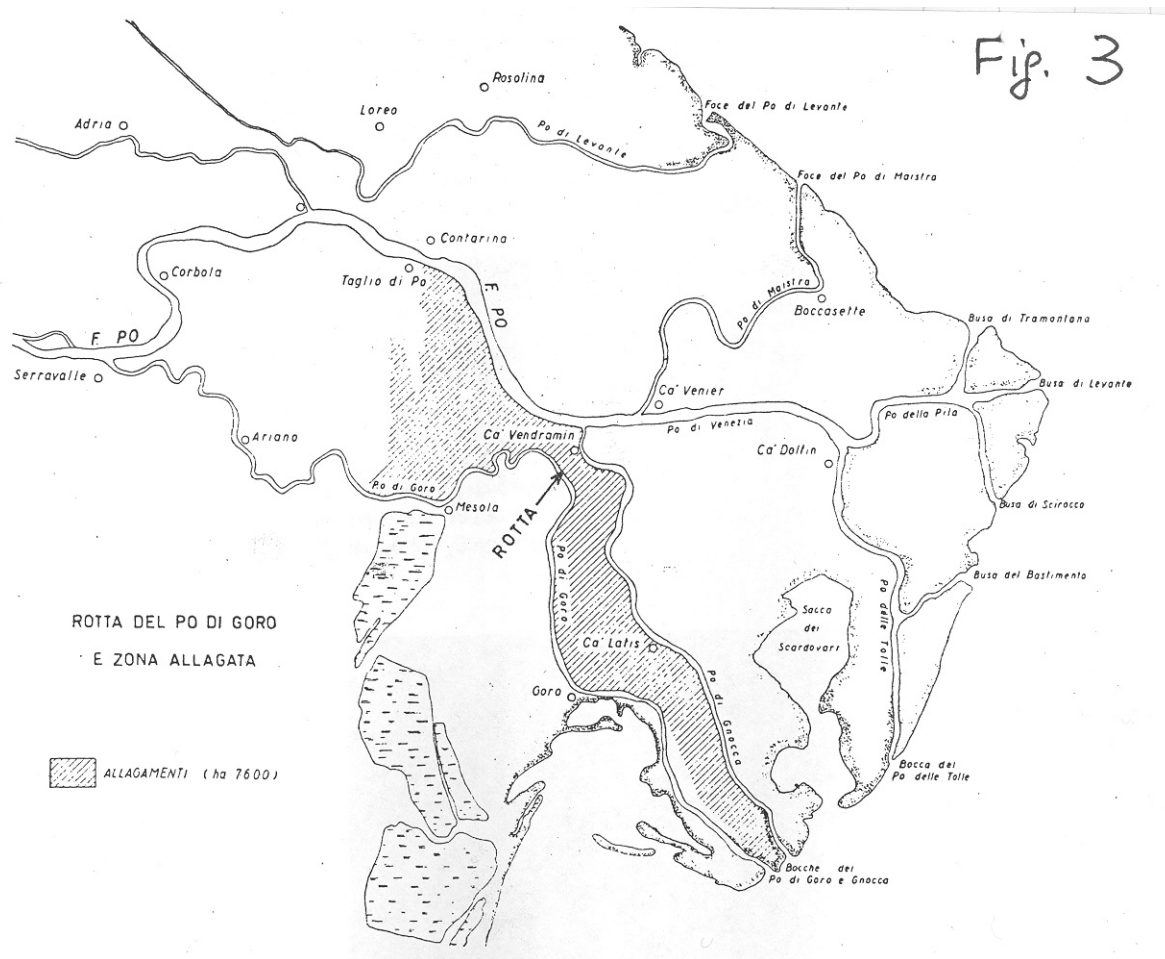 Fig. 3
Rosolina
Loreo
Adria
Po di Levante
Foce del Po di Levante
Foce del Po di Maistra
Contarina
Corbola
Taglio di Po
F. PO
F. PO
Po di Maistra
Boccasette
Busa di Tramontana
Serravalle
Ca' Venier
Busa di Levante
Po della Pila
Po di Venezia
Ariano
Ca' Vendramin
Ca' Dolfin
Po di Goro
Mesola
ROTTA
Busa di Scirocco
Po di Goro
Busa del Bastimento
Po delle Tolle
Sacca
dei
Scardovari
ROTTA DEL PO DI GORO
E ZONA ALLAGATA
Ca' Latis
Goro
Po di Gnocca
ALLAGAMENTI (ha 7600)
Bocca del
Po delle Tolle
Bocche del
Po di Goro e Gnocca